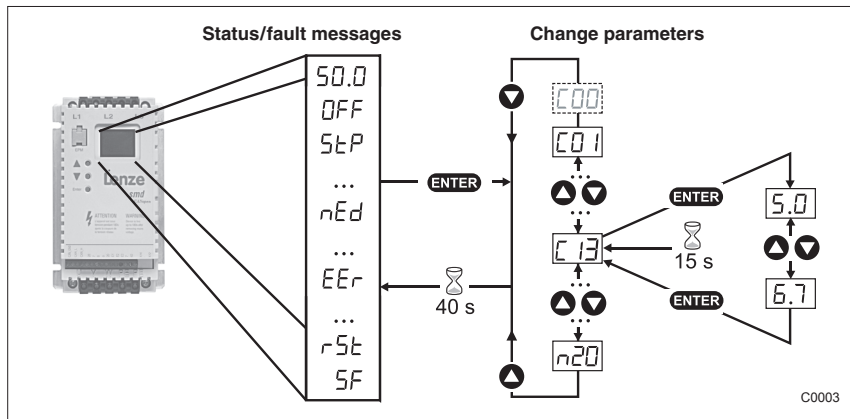 Status/fault messages
Change parameters
50.0
OFF
StP
...
nEd
...
EEr
...
rSt
SF
ENTER
40 s
C00
C01
...
...
C13
...
...
n20
ENTER
15 s
ENTER
5.0
6.7
L1 L2
Lenze
smd
ATTENTION
C0003